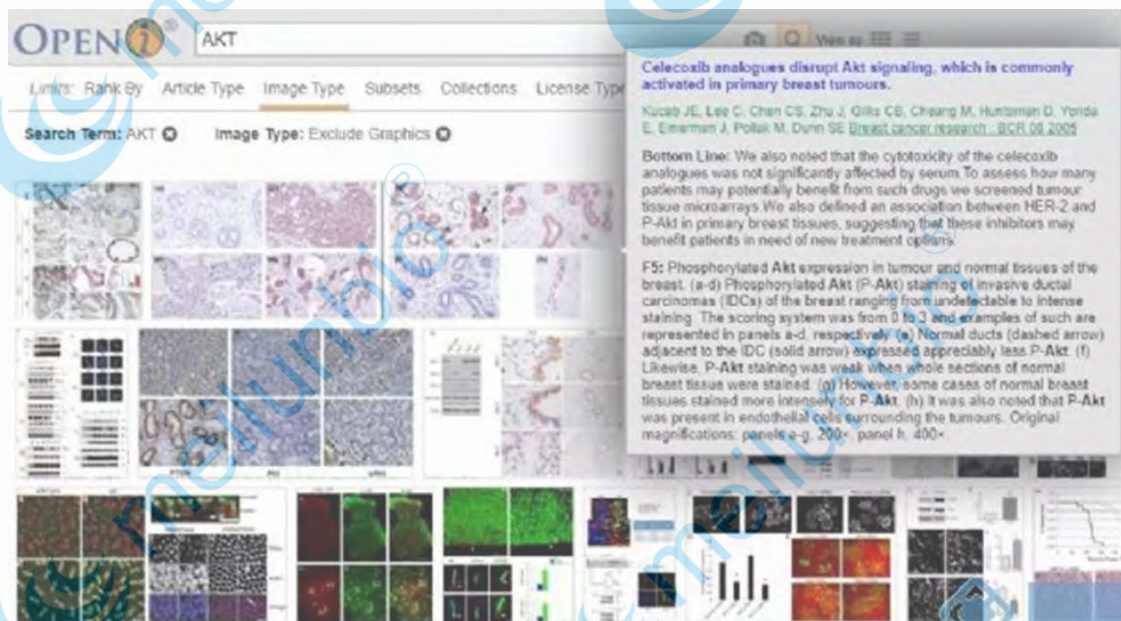 OPENi®
AKT
View as
Limits: Rank By Article Type Image Type Subsets Collections License Type
Search Term: AKT Image Type: Exclude Graphics
Celecoxib analogues disrupt Akt signaling, which is commonly
activated in primary breast tumours.
Kucab JE, Lee C, Chen CS, Zhu J, Gilks CB, Cheang M, Huntsman D, Yorida
E, Emerman J, Pollak M, Dunn SE Breast cancer research : BCR 08 2005
Bottom Line: We also noted that the cytotoxicity of the celecoxib
analogues was not significantly affected by serum.To assess how many
patients may potentially benefit from such drugs we screened tumour
tissue microarrays.We also defined an association between HER-2 and
P-Akt in primary breast tissues, suggesting that these inhibitors may
benefit patients in need of new treatment options.
F5: Phosphorylated Akt expression in tumour and normal tissues of the
breast. (a-d) Phosphorylated Akt (P-Akt) staining of invasive ductal
carcinomas (IDCs) of the breast ranging from undetectable to intense
staining. The scoring system was from 0 to 3 and examples of such are
represented in panels a-d, respectively. (e) Normal ducts (dashed arrow)
adjacent to the IDC (solid arrow) expressed appreciably less P-Akt. (f)
Likewise, P-Akt staining was weak when whole sections of normal
breast tissue were stained. (g) However, some cases of normal breast
tissues stained more intensely for P-Akt. (h) It was also noted that P-Akt
was present in endothelial cells surrounding the tumours. Original
magnifications: panels a-g, 200×; panel h, 400×.
meilunbio®
meilunbio®